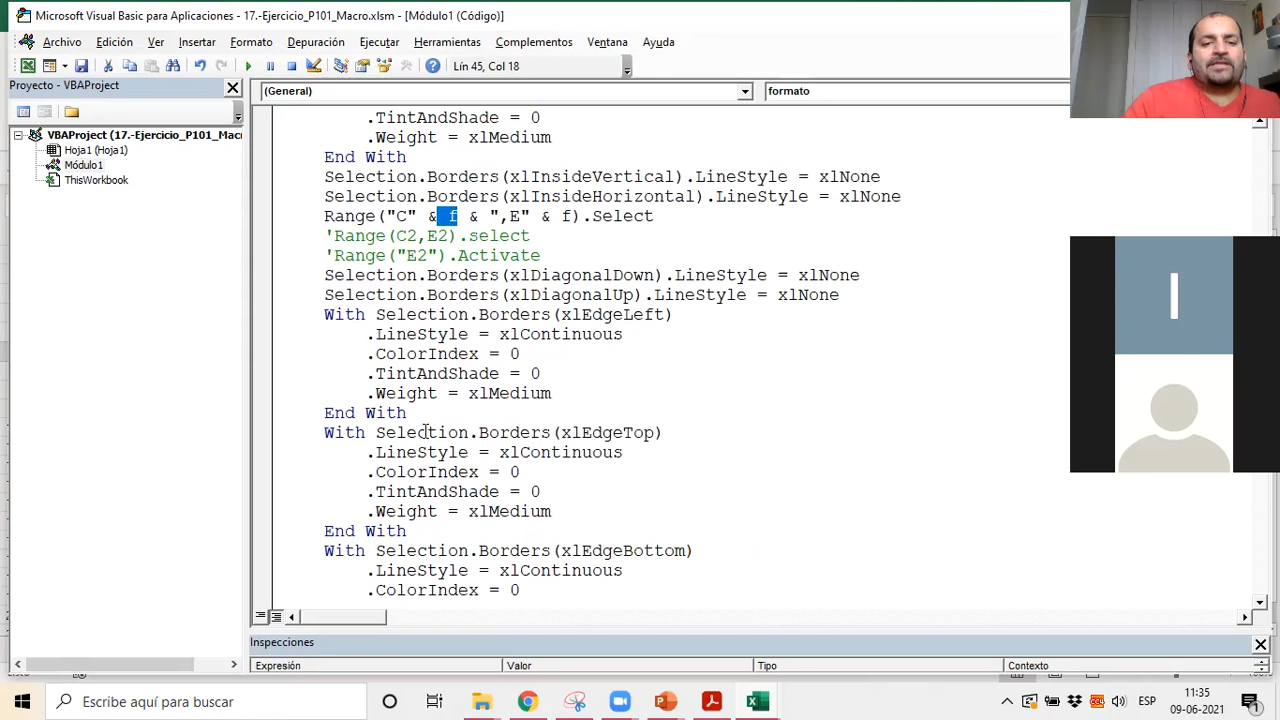 Microsoft Visual Basic para Aplicaciones - 17.-Ejercicio_P101_Macro.xlsm - [Módulo1 (Código)]
Archivo Edición Ver Insertar Formato Depuración Ejecutar Herramientas Complementos Ventana Ayuda
Lín 45, Col 18
Proyecto - VBAProject
(General) formato
VBAProject (17.-Ejercicio_P101_Mac
Hoja1 (Hoja1)
Módulo1
ThisWorkbook
.TintAndShade = 0
.Weight = xlMedium
End With
Selection.Borders(xlInsideVertical).LineStyle = xlNone
Selection.Borders(xlInsideHorizontal).LineStyle = xlNone
Range("C" & f & ",E" & f).Select
'Range(C2,E2).select
'Range("E2").Activate
Selection.Borders(xlDiagonalDown).LineStyle = xlNone
Selection.Borders(xlDiagonalUp).LineStyle = xlNone
With Selection.Borders(xlEdgeLeft)
.LineStyle = xlContinuous
.ColorIndex = 0
.TintAndShade = 0
.Weight = xlMedium
End With
With Selection.Borders(xlEdgeTop)
.LineStyle = xlContinuous
.ColorIndex = 0
.TintAndShade = 0
.Weight = xlMedium
End With
With Selection.Borders(xlEdgeBottom)
.LineStyle = xlContinuous
.ColorIndex = 0
I
Inspecciones
Expresión Valor Tipo Contexto
Escribe aquí para buscar
ESP
11:35
09-06-2021